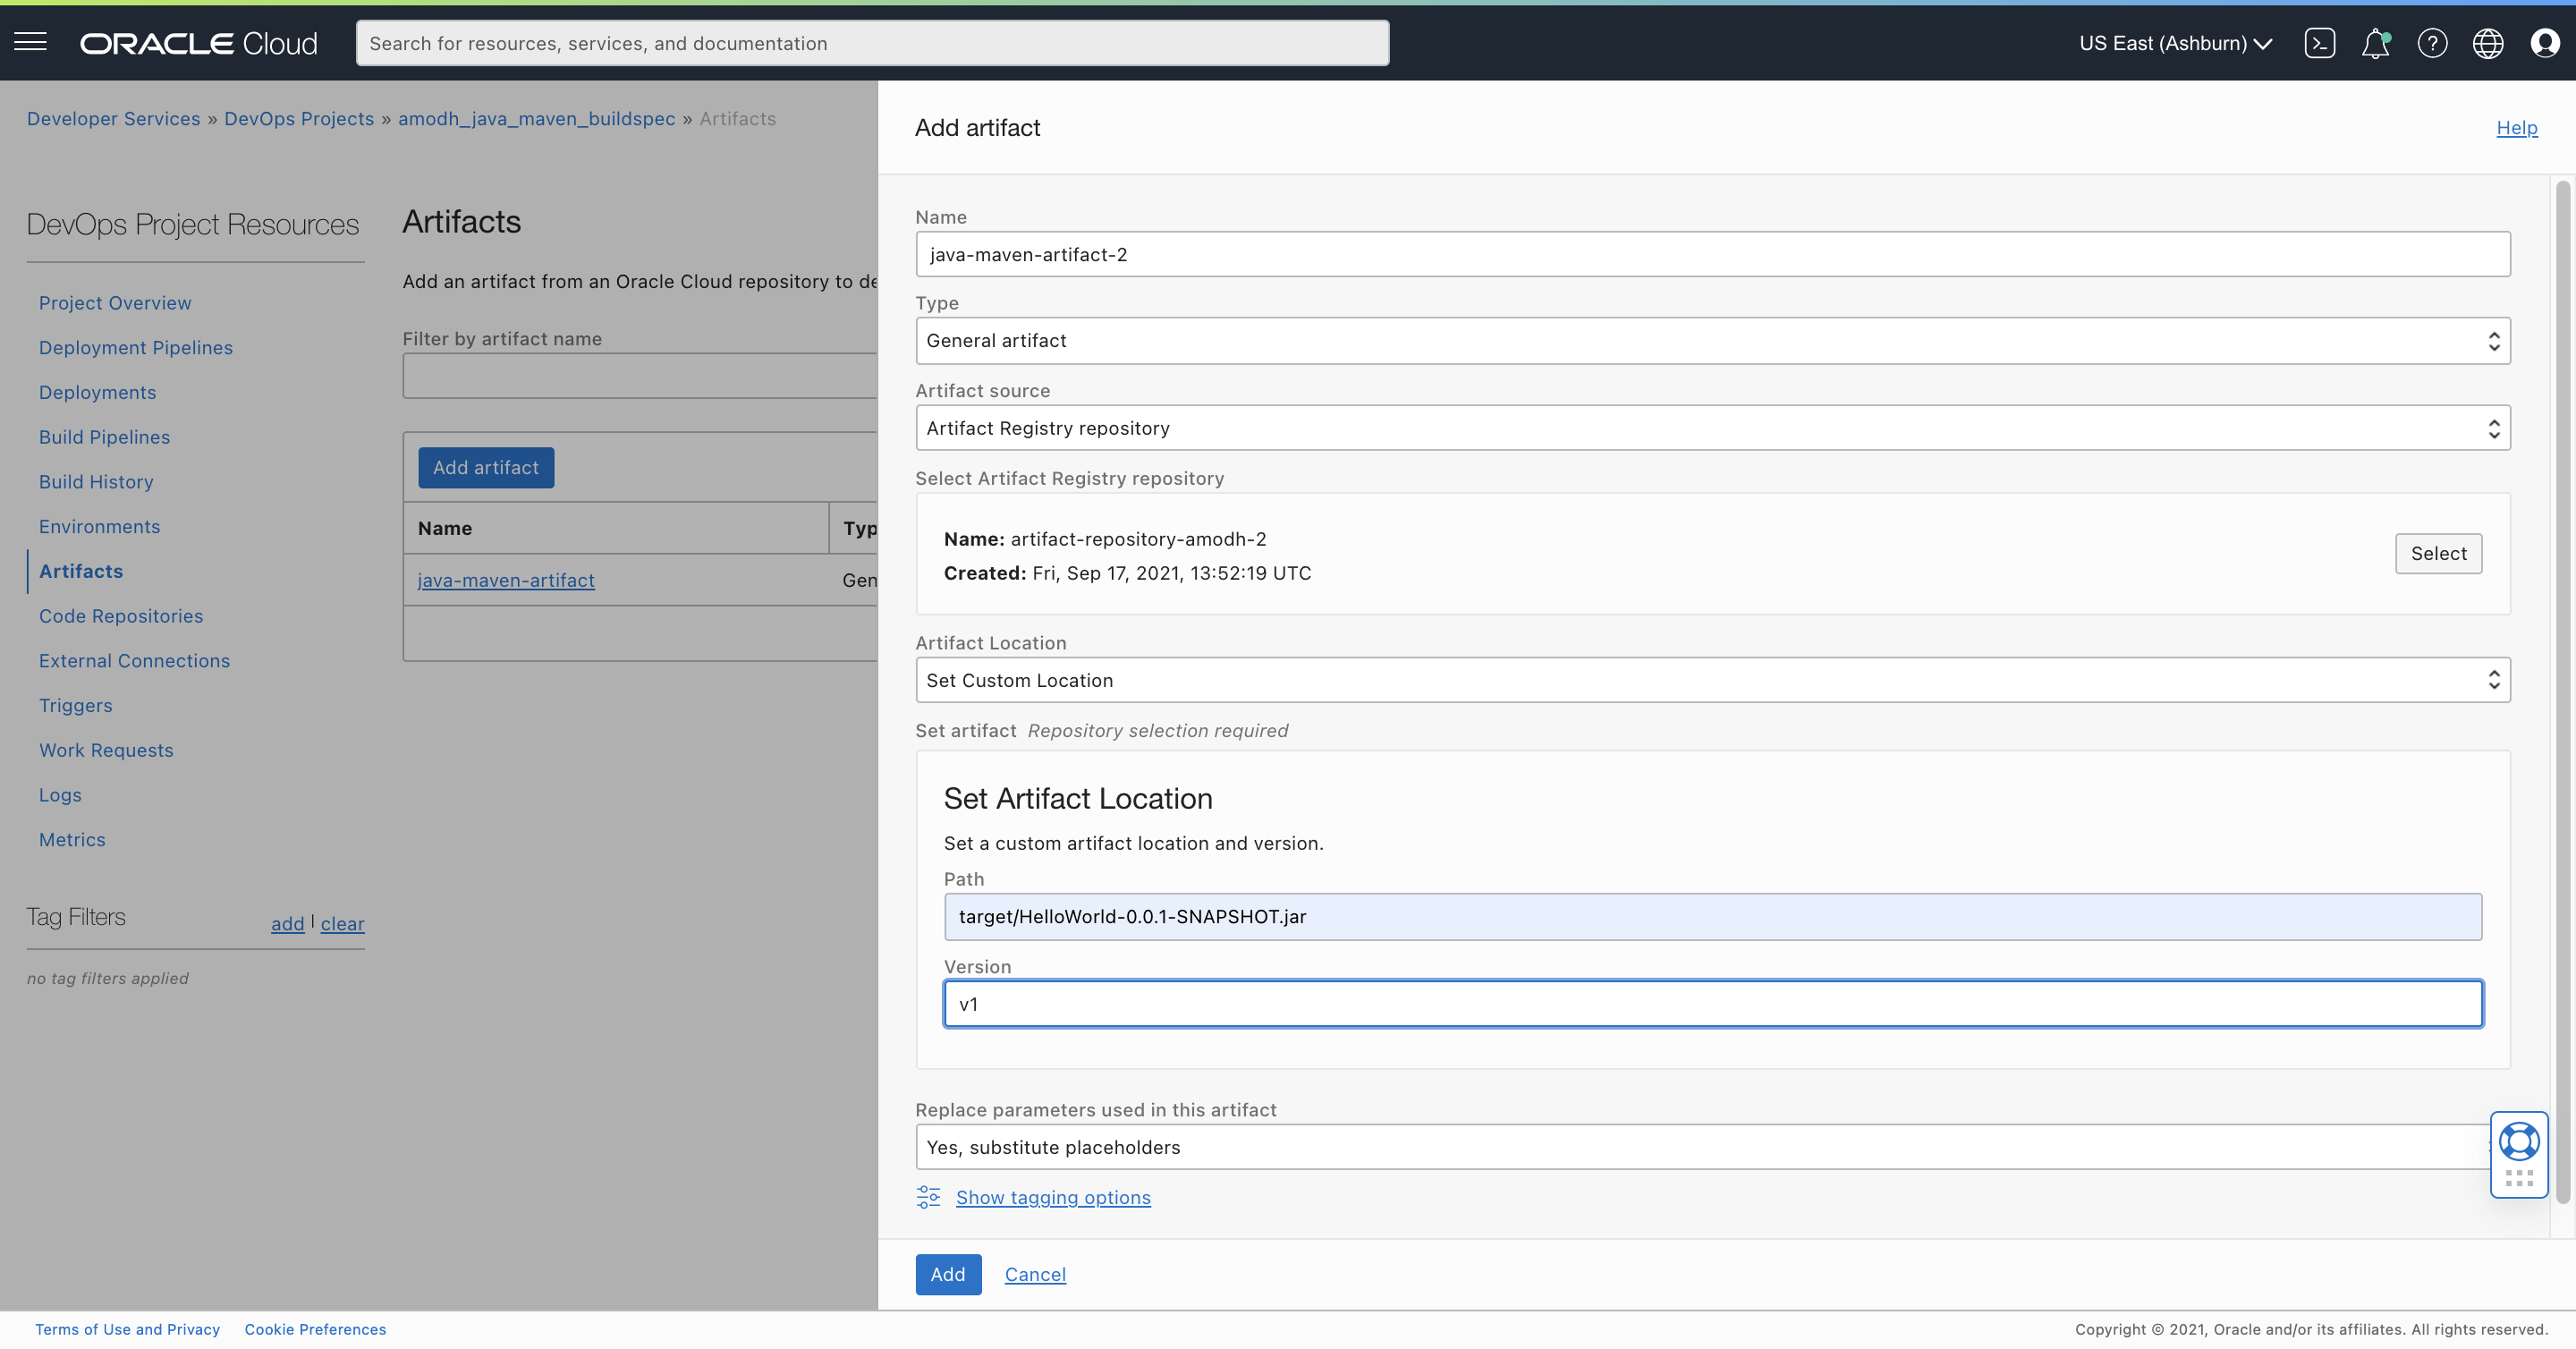 ORACLE Cloud
Search for resources, services, and documentation
US East (Ashburn)
Developer Services » DevOps Projects » amodh_java_maven_buildspec » Artifacts
DevOps Project Resources
Project Overview
Deployment Pipelines
Deployments
Build Pipelines
Build History
Environments
Artifacts
Code Repositories
External Connections
Triggers
Work Requests
Logs
Metrics
Tag Filters
add | clear
no tag filters applied
Artifacts
Add an artifact from an Oracle Cloud repository to de
Filter by artifact name
Add artifact
Name Typ
java-maven-artifact Gen
Add artifact
Help
Name
java-maven-artifact-2
Type
General artifact
Artifact source
Artifact Registry repository
Select Artifact Registry repository
Name: artifact-repository-amodh-2
Created: Fri, Sep 17, 2021, 13:52:19 UTC
Select
Artifact Location
Set Custom Location
Set artifact Repository selection required
Set Artifact Location
Set a custom artifact location and version.
Path
target/HelloWorld-0.0.1-SNAPSHOT.jar
Version
v1
Replace parameters used in this artifact
Yes, substitute placeholders
Show tagging options
Add Cancel
Terms of Use and Privacy Cookie Preferences
Copyright © 2021, Oracle and/or its affiliates. All rights reserved.